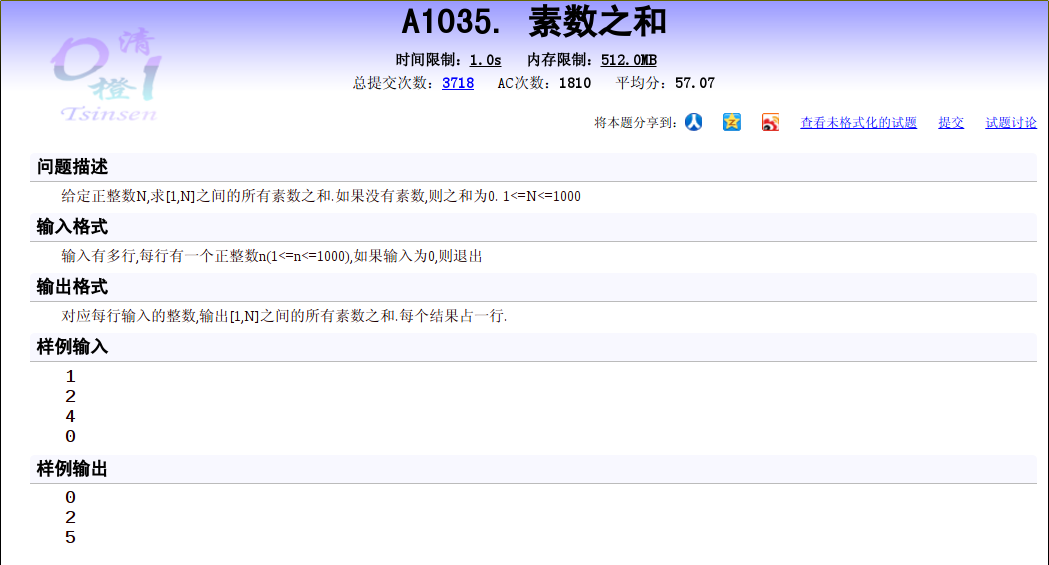 A1035. 素数之和
清橙
OI
Tsinsen
时间限制：1.0s 内存限制：512.0MB
总提交次数：3718 AC次数：1810 平均分：57.07
将本题分享到： 查看未格式化的试题 提交 试题讨论
问题描述
给定正整数N,求[1,N]之间的所有素数之和.如果没有素数,则之和为0. 1<=N<=1000
输入格式
输入有多行,每行有一个正整数n(1<=n<=1000),如果输入为0,则退出
输出格式
对应每行输入的整数,输出[1,N]之间的所有素数之和.每个结果占一行.
样例输入
1
2
4
0
样例输出
0
2
5